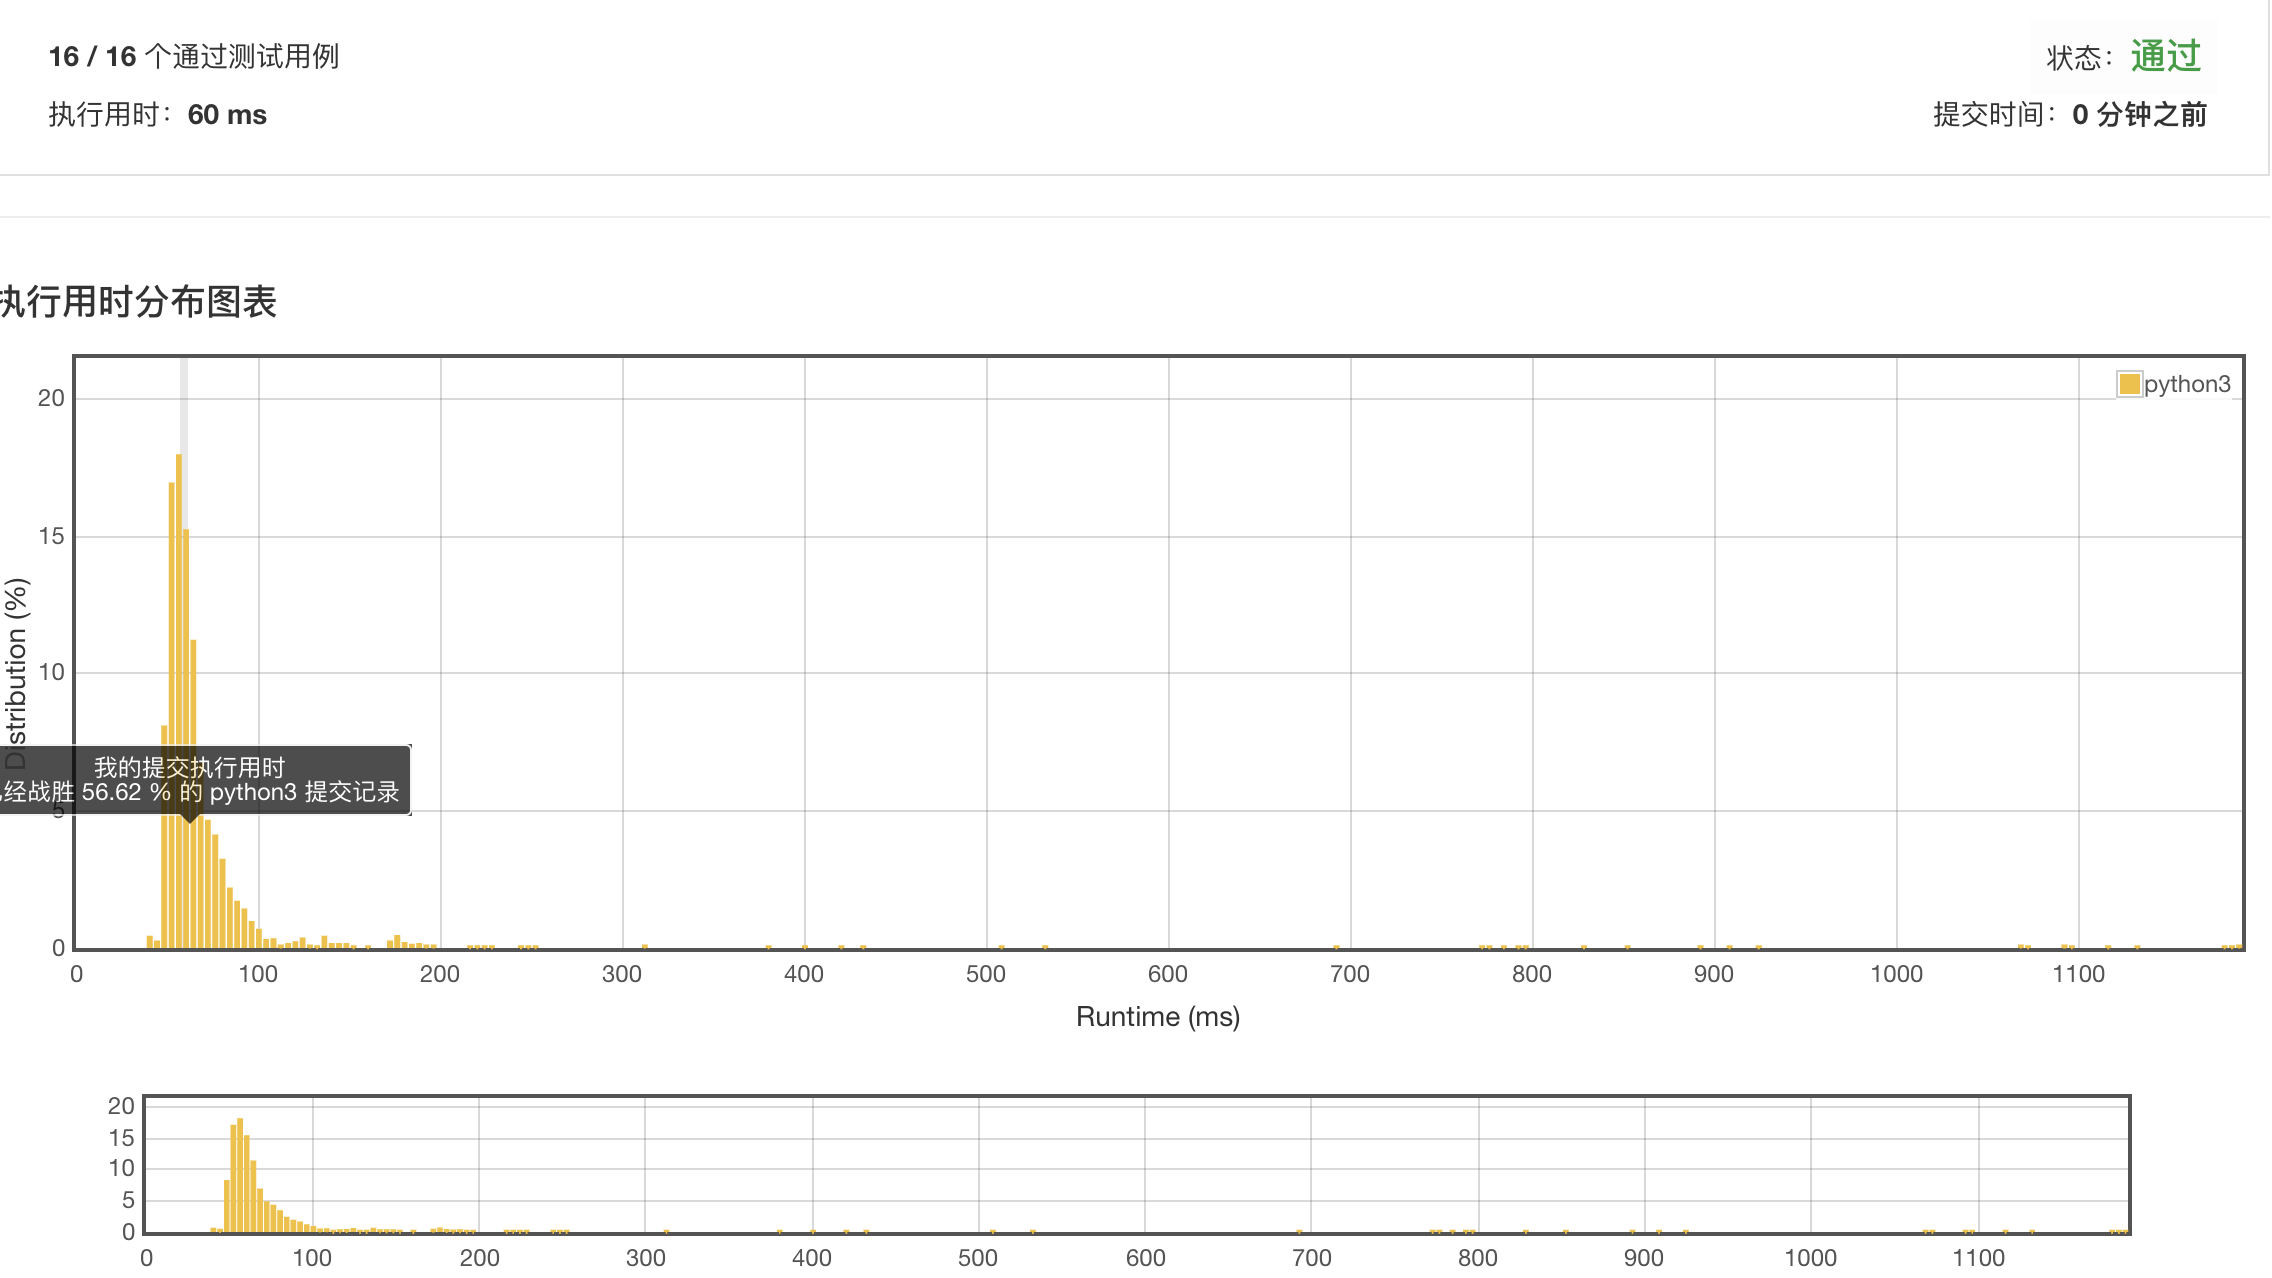 16 / 16 个通过测试用例
状态：通过
执行用时：60 ms
提交时间：0 分钟之前
执行用时分布图表
python3
20
15
10
5
0
Distribution (%)
我的提交执行用时
已经战胜 56.62 % 的 python3 提交记录
0 100 200 300 400 500 600 700 800 900 1000 1100
Runtime (ms)
20
15
10
5
0
0 100 200 300 400 500 600 700 800 900 1000 1100